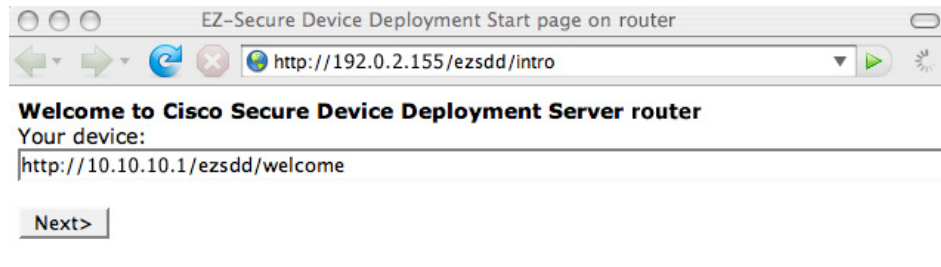 EZ-Secure Device Deployment Start page on router
http://192.0.2.155/ezsdd/intro
Welcome to Cisco Secure Device Deployment Server router
Your device:
http://10.10.10.1/ezsdd/welcome
Next>